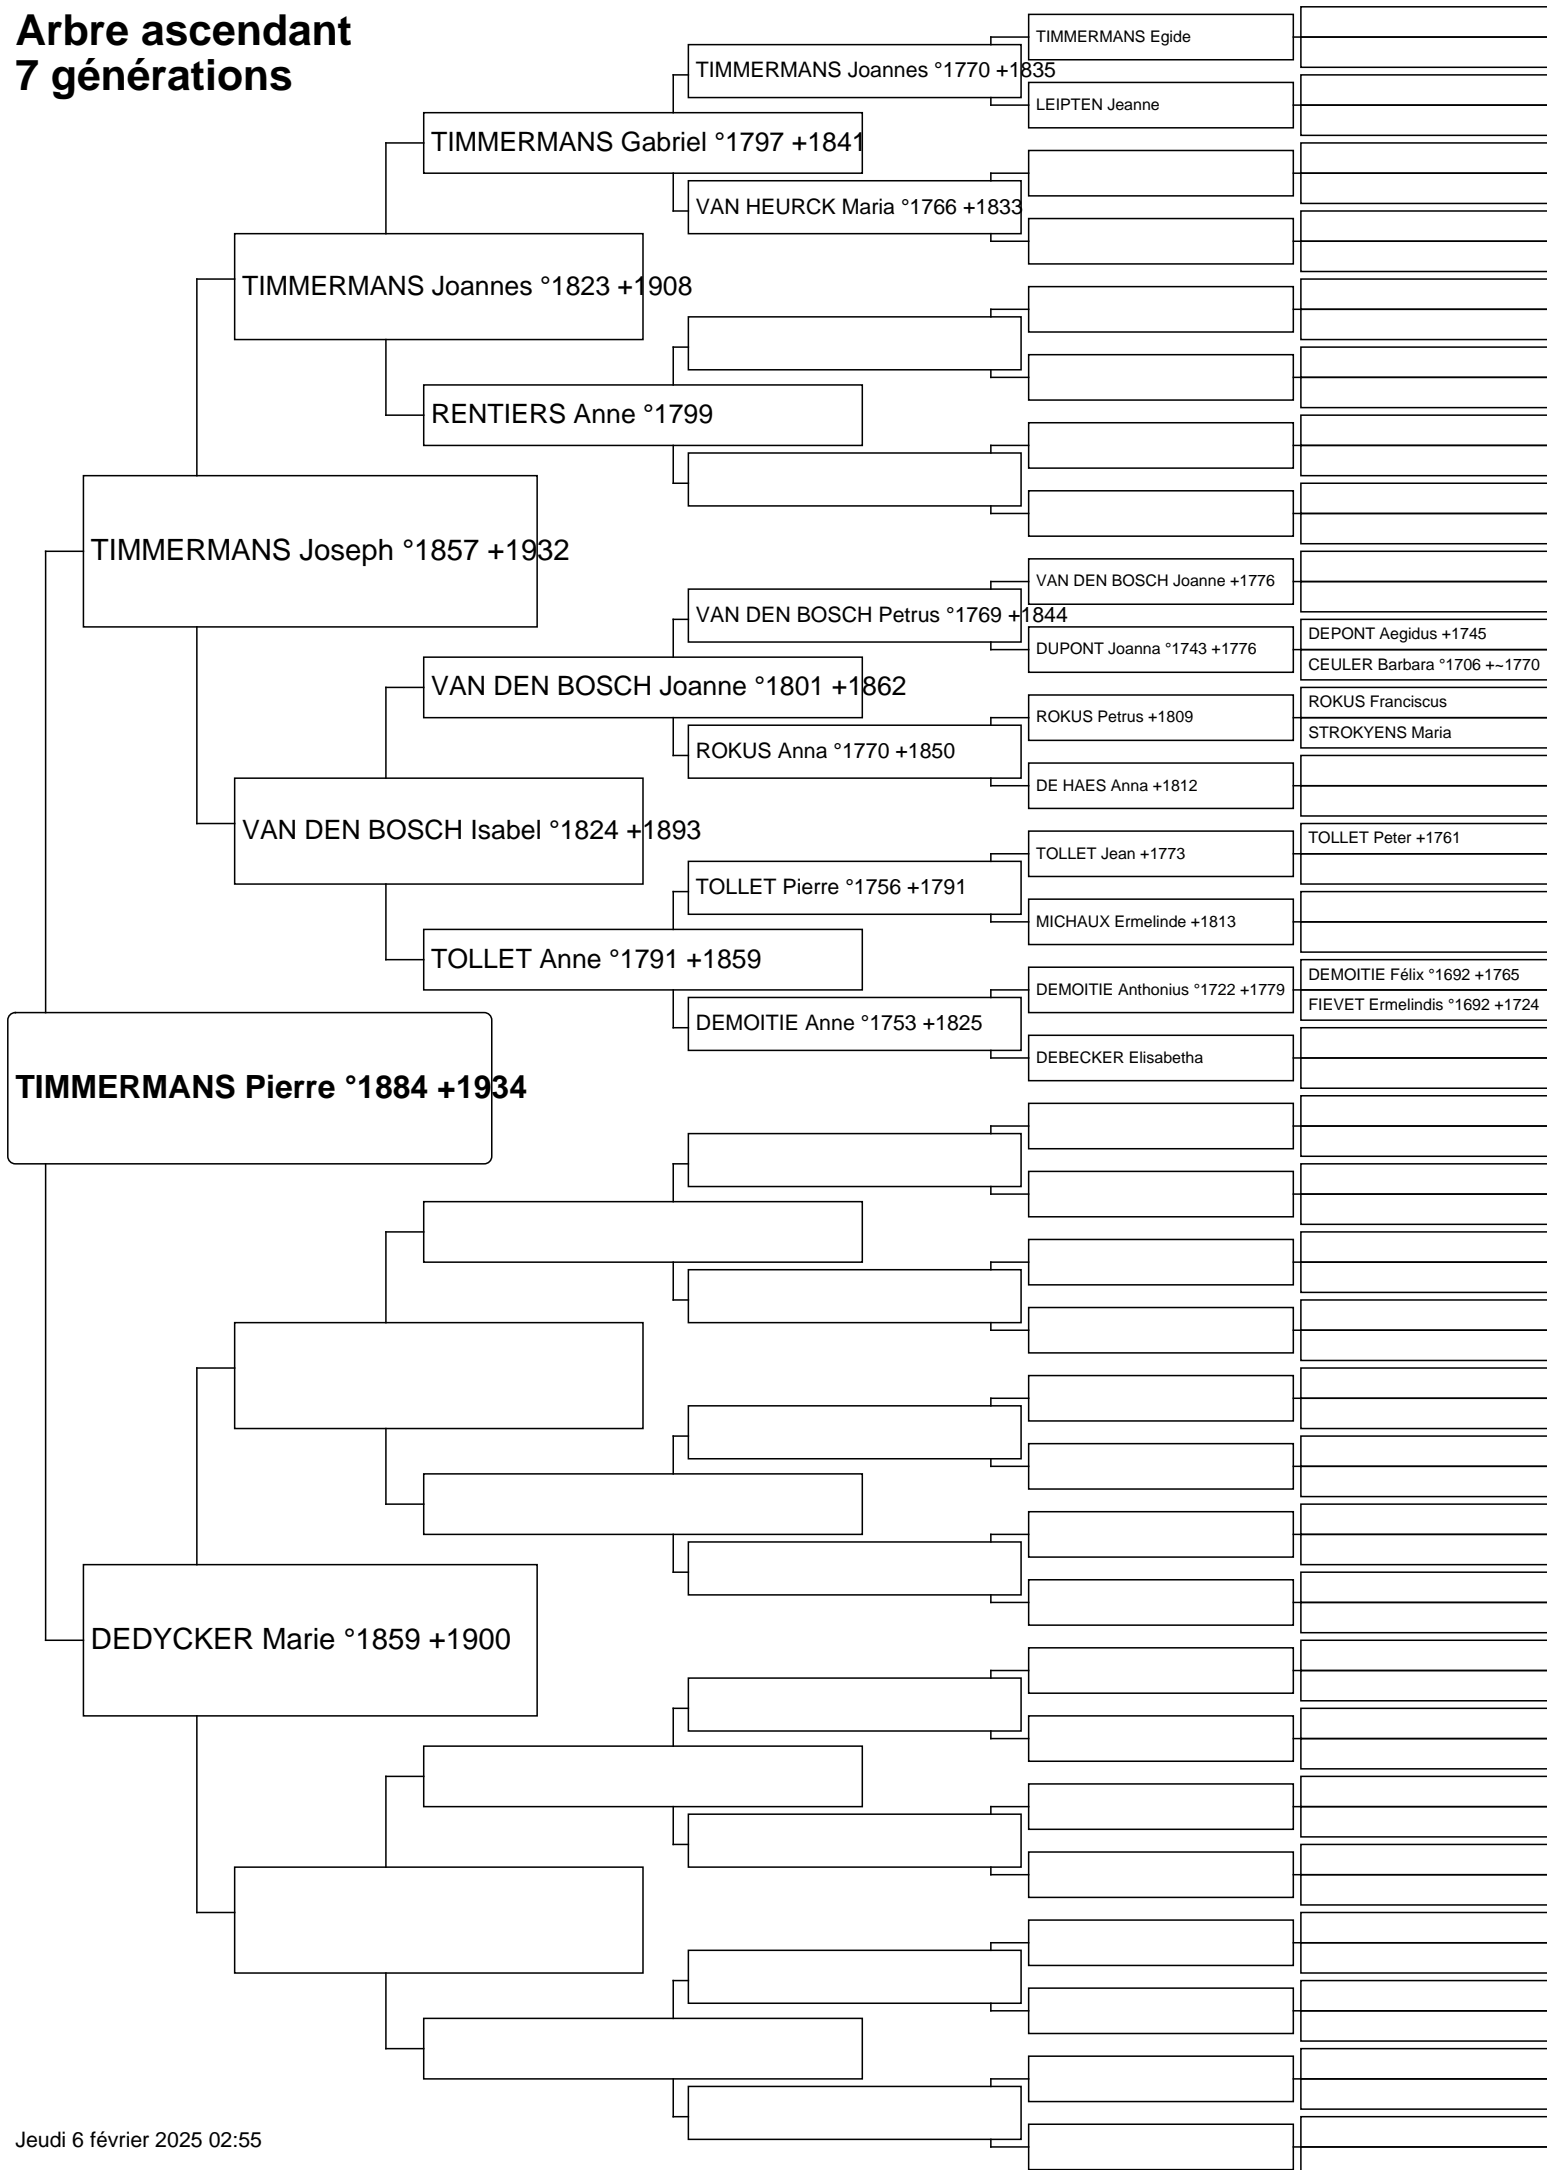 Arbre ascendant
7 générations
TIMMERMANS Egide
TIMMERMANS Joannes °1770 +1835
LEIPTEN Jeanne
TIMMERMANS Gabriel °1797 +1841
VAN HEURCK Maria °1766 +1833
TIMMERMANS Joannes °1823 +1908
RENTIERS Anne °1799
TIMMERMANS Joseph °1857 +1932
VAN DEN BOSCH Joanne +1776
VAN DEN BOSCH Petrus °1769 +1844
DEPONT Aegidus +1745
DUPONT Joanna °1743 +1776
CEULER Barbara °1706 +~1770
VAN DEN BOSCH Joanne °1801 +1862
ROKUS Franciscus
ROKUS Petrus +1809
STROKYENS Maria
ROKUS Anna °1770 +1850
DE HAES Anna +1812
VAN DEN BOSCH Isabel °1824 +1893
TOLLET Peter +1761
TOLLET Jean +1773
TOLLET Pierre °1756 +1791
MICHAUX Ermelinde +1813
TOLLET Anne °1791 +1859
DEMOITIE Félix °1692 +1765
DEMOITIE Anthonius °1722 +1779
FIEVET Ermelindis °1692 +1724
DEMOITIE Anne °1753 +1825
DEBECKER Elisabetha
TIMMERMANS Pierre °1884 +1934
DEDYCKER Marie °1859 +1900
Jeudi 6 février 2025 02:55